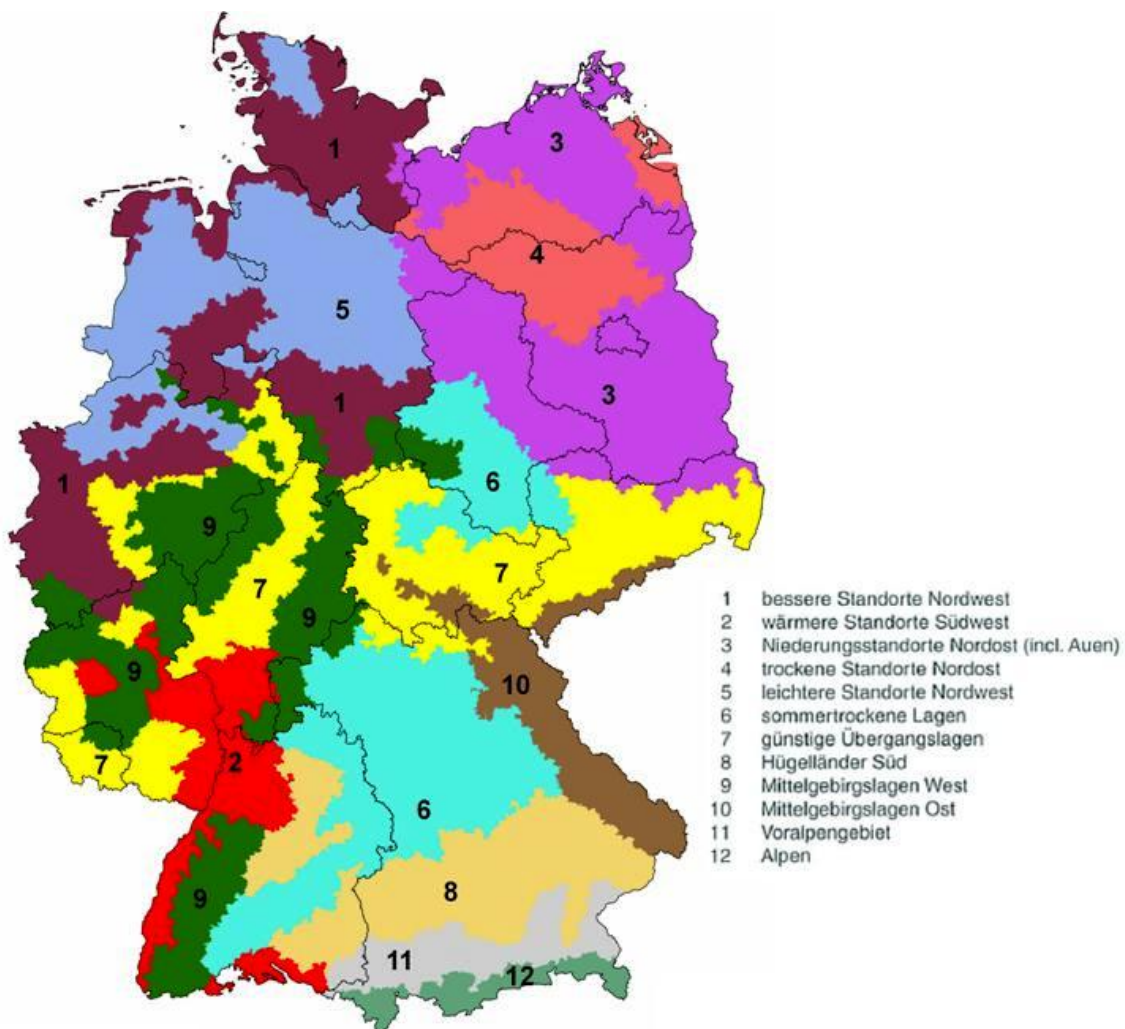 1
3
4
5
3
1
6
1
9
7
7
9
9
10
2
7
6
8
9
11
12
1 bessere Standorte Nordwest
2 wärmere Standorte Südwest
3 Niederungsstandorte Nordost (incl. Auen)
4 trockene Standorte Nordost
5 leichtere Standorte Nordwest
6 sommertrockene Lagen
7 günstige Übergangslagen
8 Hügelländer Süd
9 Mittelgebirgslagen West
10 Mittelgebirgslagen Ost
11 Voralpengebiet
12 Alpen